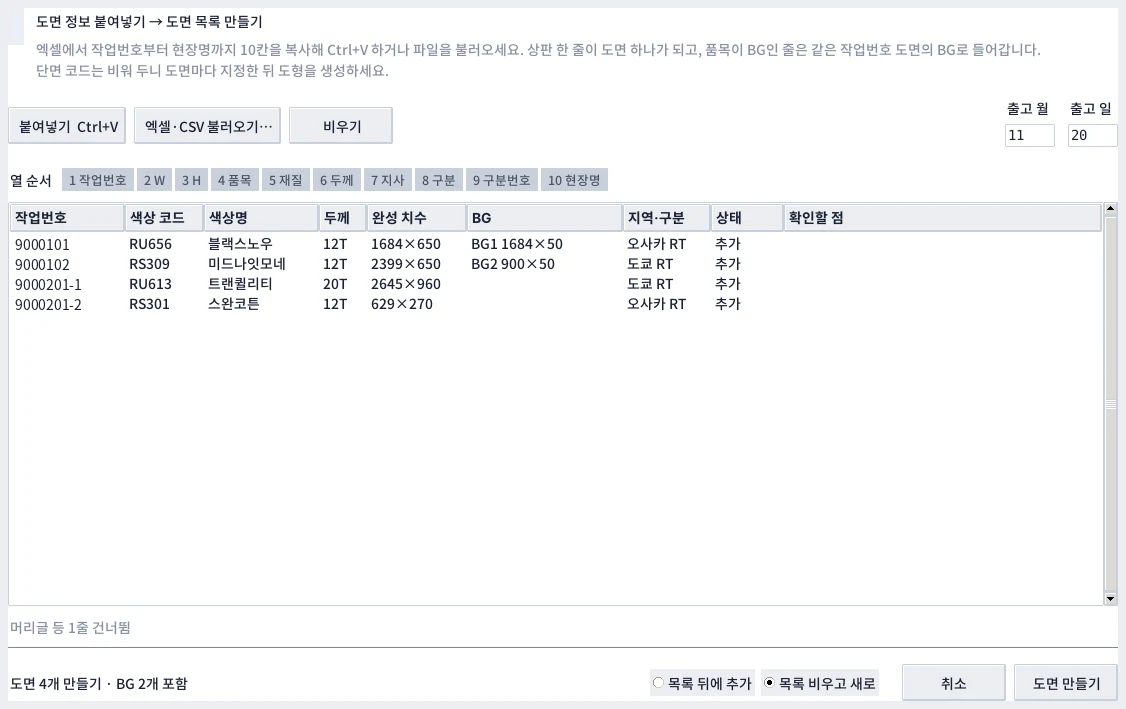 도면 정보 붙여넣기 → 도면 목록 만들기
엑셀에서 작업번호부터 현장명까지 10칸을 복사해 Ctrl+V 하거나 파일을 불러오세요. 상판 한 줄이 도면 하나가 되고, 품목이 BG인 줄은 같은 작업번호 도면의 BG로 들어갑니다.
단면 코드는 비워 두니 도면마다 지정한 뒤 도형을 생성하세요.
출고 월 출고 일
붙여넣기 Ctrl+V 엑셀·CSV 불러오기… 비우기 11 20
열 순서 1 작업번호 2 W 3 H 4 품목 5 재질 6 두께 7 지사 8 구분 9 구분번호 10 현장명
작업번호 색상 코드 색상명 두께 완성 치수 BG 지역·구분 상태 확인할 점
9000101 RU656 블랙스노우 12T 1684×650 BG1 1684×50 오사카 RT 추가
9000102 RS309 미드나잇모네 12T 2399×650 BG2 900×50 도쿄 RT 추가
9000201-1 RU613 트랜퀼리티 20T 2645×960 도쿄 RT 추가
9000201-2 RS301 스완코튼 12T 629×270 오사카 RT 추가
머리글 등 1줄 건너뜀
도면 4개 만들기 · BG 2개 포함 목록 뒤에 추가 목록 비우고 새로 취소 도면 만들기